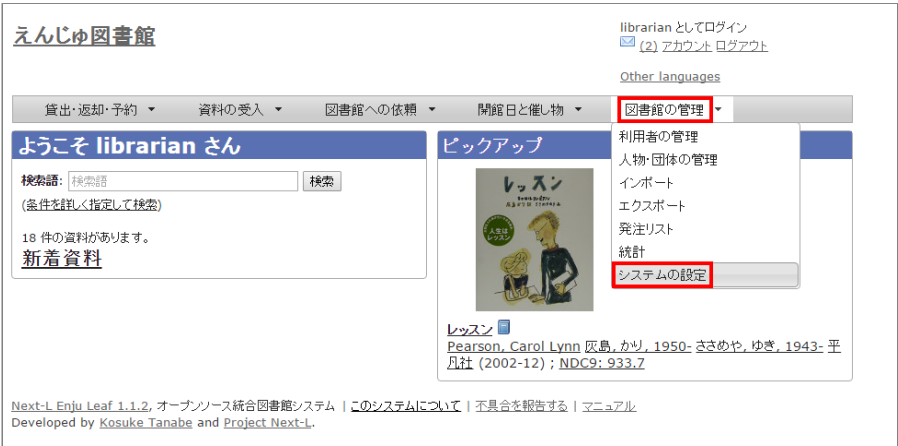 えんじゅ図書館
librarian としてログイン
(2) アカウント ログアウト
Other languages
貸出・返却・予約 ▼ 資料の受入 ▼ 図書館への依頼 ▼ 開館日と催し物 ▼ 図書館の管理 ▼
利用者の管理
人物・団体の管理
インポート
エクスポート
発注リスト
統計
システムの設定
ようこそ librarian さん
検索語: 検索語 検索
(条件を詳しく指定して検索)
18 件の資料があります。
新着資料
ピックアップ
レッスン
人生は
レッスン
レッスン
Pearson, Carol Lynn 灰島, かり, 1950- ささめや, ゆき, 1943- 平
凡社 (2002-12) ; NDC9: 933.7
Next-L Enju Leaf 1.1.2, オープンソース統合図書館システム | このシステムについて | 不具合を報告する | マニュアル
Developed by Kosuke Tanabe and Project Next-L.